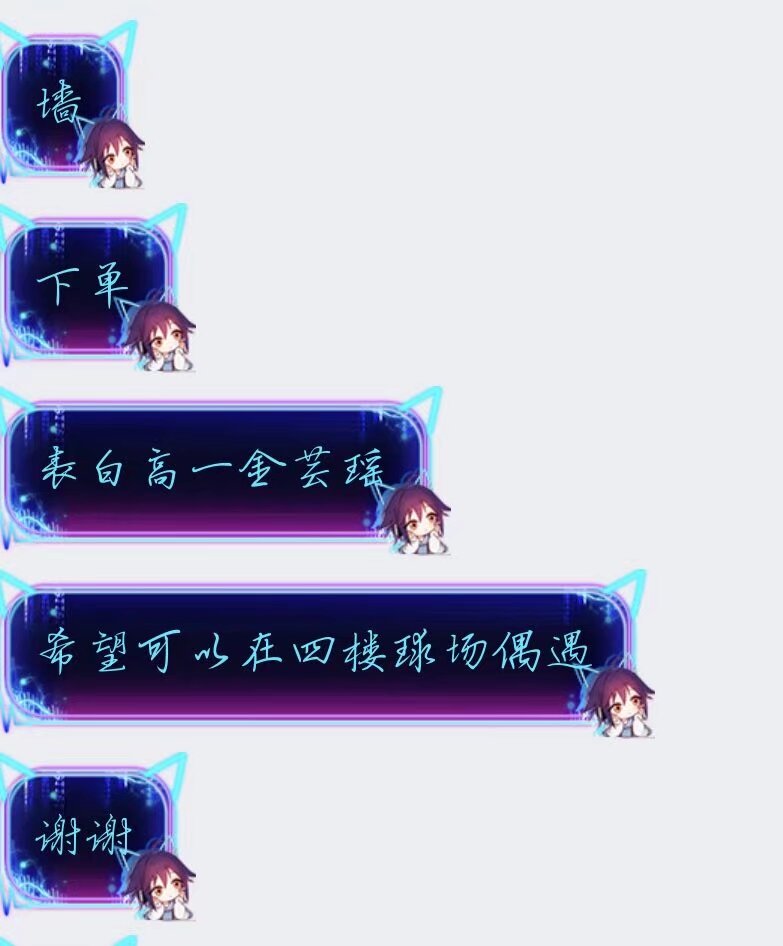 墙
下单
表白高一金芸瑶
希望可以在四楼球场偶遇
谢谢